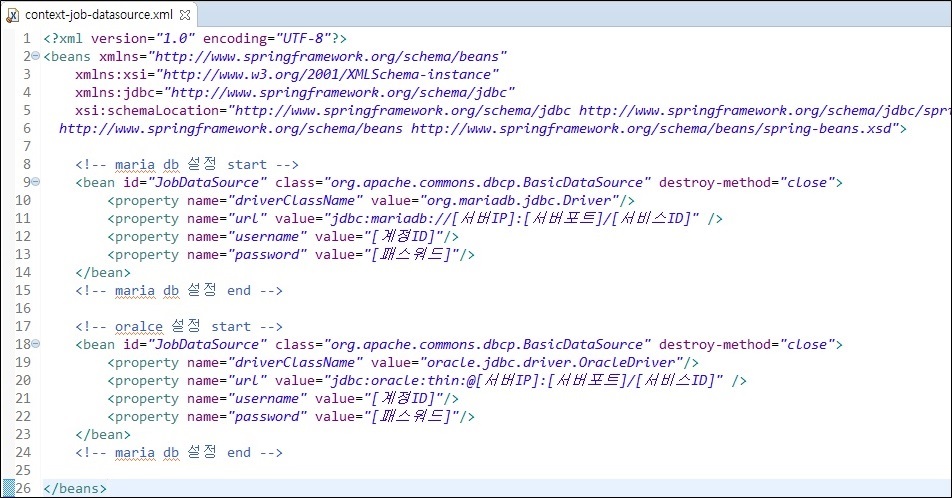 context-job-datasource.xml
1 <?xml version="1.0" encoding="UTF-8"?>
2 <beans xmlns="http://www.springframework.org/schema/beans"
3 xmlns:xsi="http://www.w3.org/2001/XMLSchema-instance"
4 xmlns:jdbc="http://www.springframework.org/schema/jdbc"
5 xsi:schemaLocation="http://www.springframework.org/schema/jdbc http://www.springframework.org/schema/jdbc/spr
6 http://www.springframework.org/schema/beans http://www.springframework.org/schema/beans/spring-beans.xsd">
7
8 <!-- maria db 설정 start -->
9 <bean id="JobDataSource" class="org.apache.commons.dbcp.BasicDataSource" destroy-method="close">
10 <property name="driverClassName" value="org.mariadb.jdbc.Driver"/>
11 <property name="url" value="jdbc:mariadb://[서버IP]:[서버포트]/[서비스ID]" />
12 <property name="username" value="[계정ID]"/>
13 <property name="password" value="[패스워드]"/>
14 </bean>
15 <!-- maria db 설정 end -->
16
17 <!-- oralce 설정 start -->
18 <bean id="JobDataSource" class="org.apache.commons.dbcp.BasicDataSource" destroy-method="close">
19 <property name="driverClassName" value="oracle.jdbc.driver.OracleDriver"/>
20 <property name="url" value="jdbc:oracle:thin:@[서버IP]:[서버포트]/[서비스ID]" />
21 <property name="username" value="[계정ID]"/>
22 <property name="password" value="[패스워드]"/>
23 </bean>
24 <!-- maria db 설정 end -->
25
26 </beans>